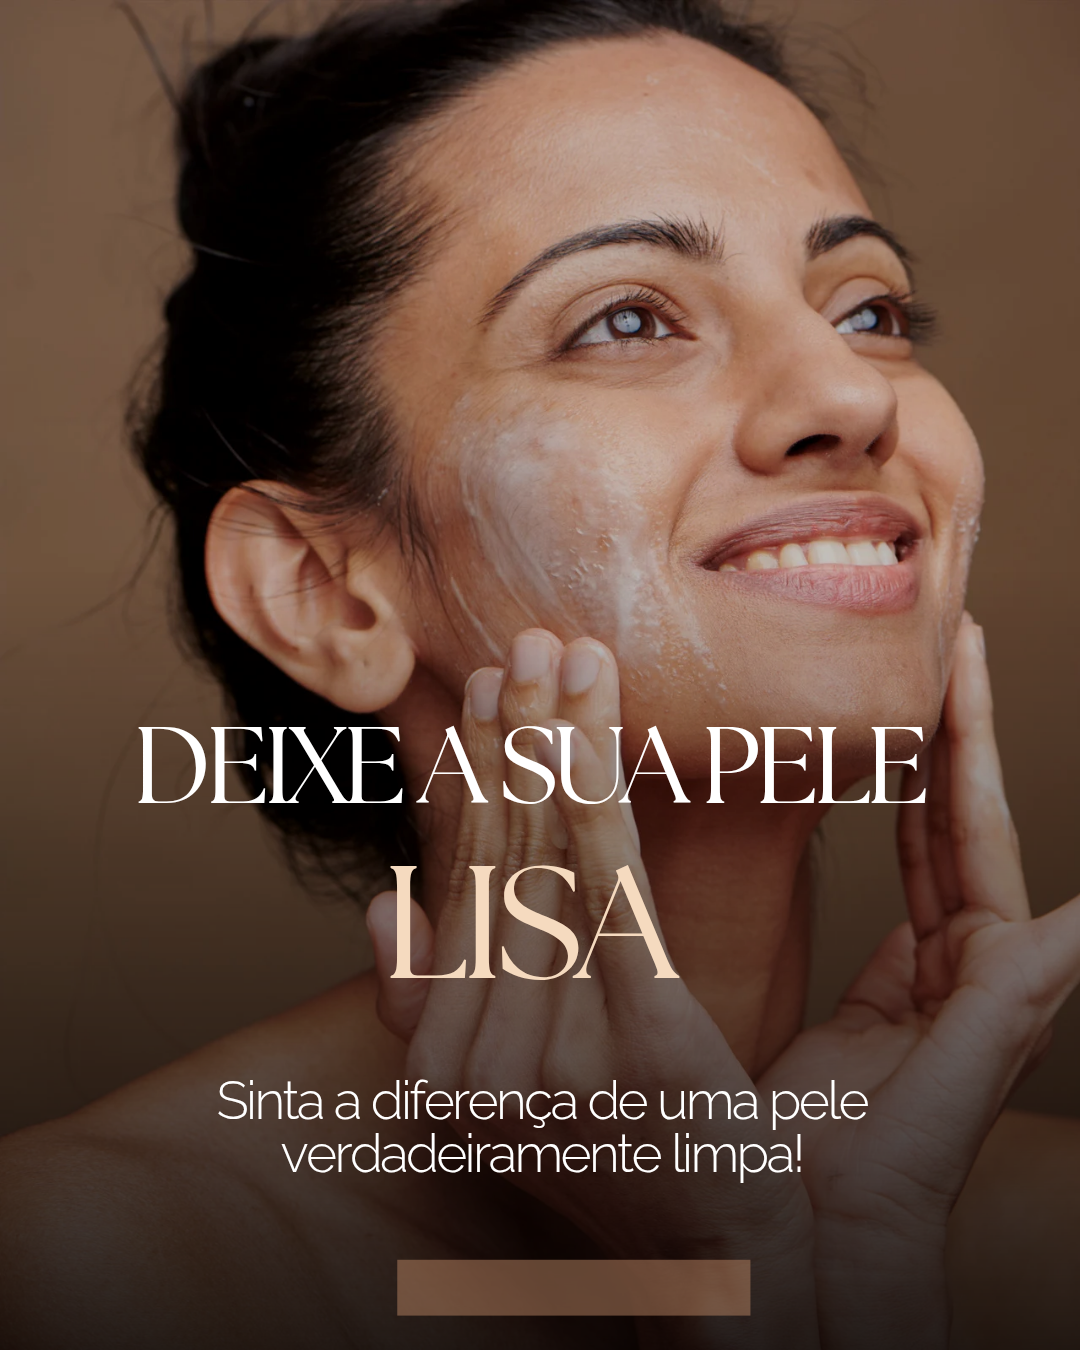 DEIXE A SUA PELE
LISA
Sinta a diferença de uma pele
verdadeiramente limpa!